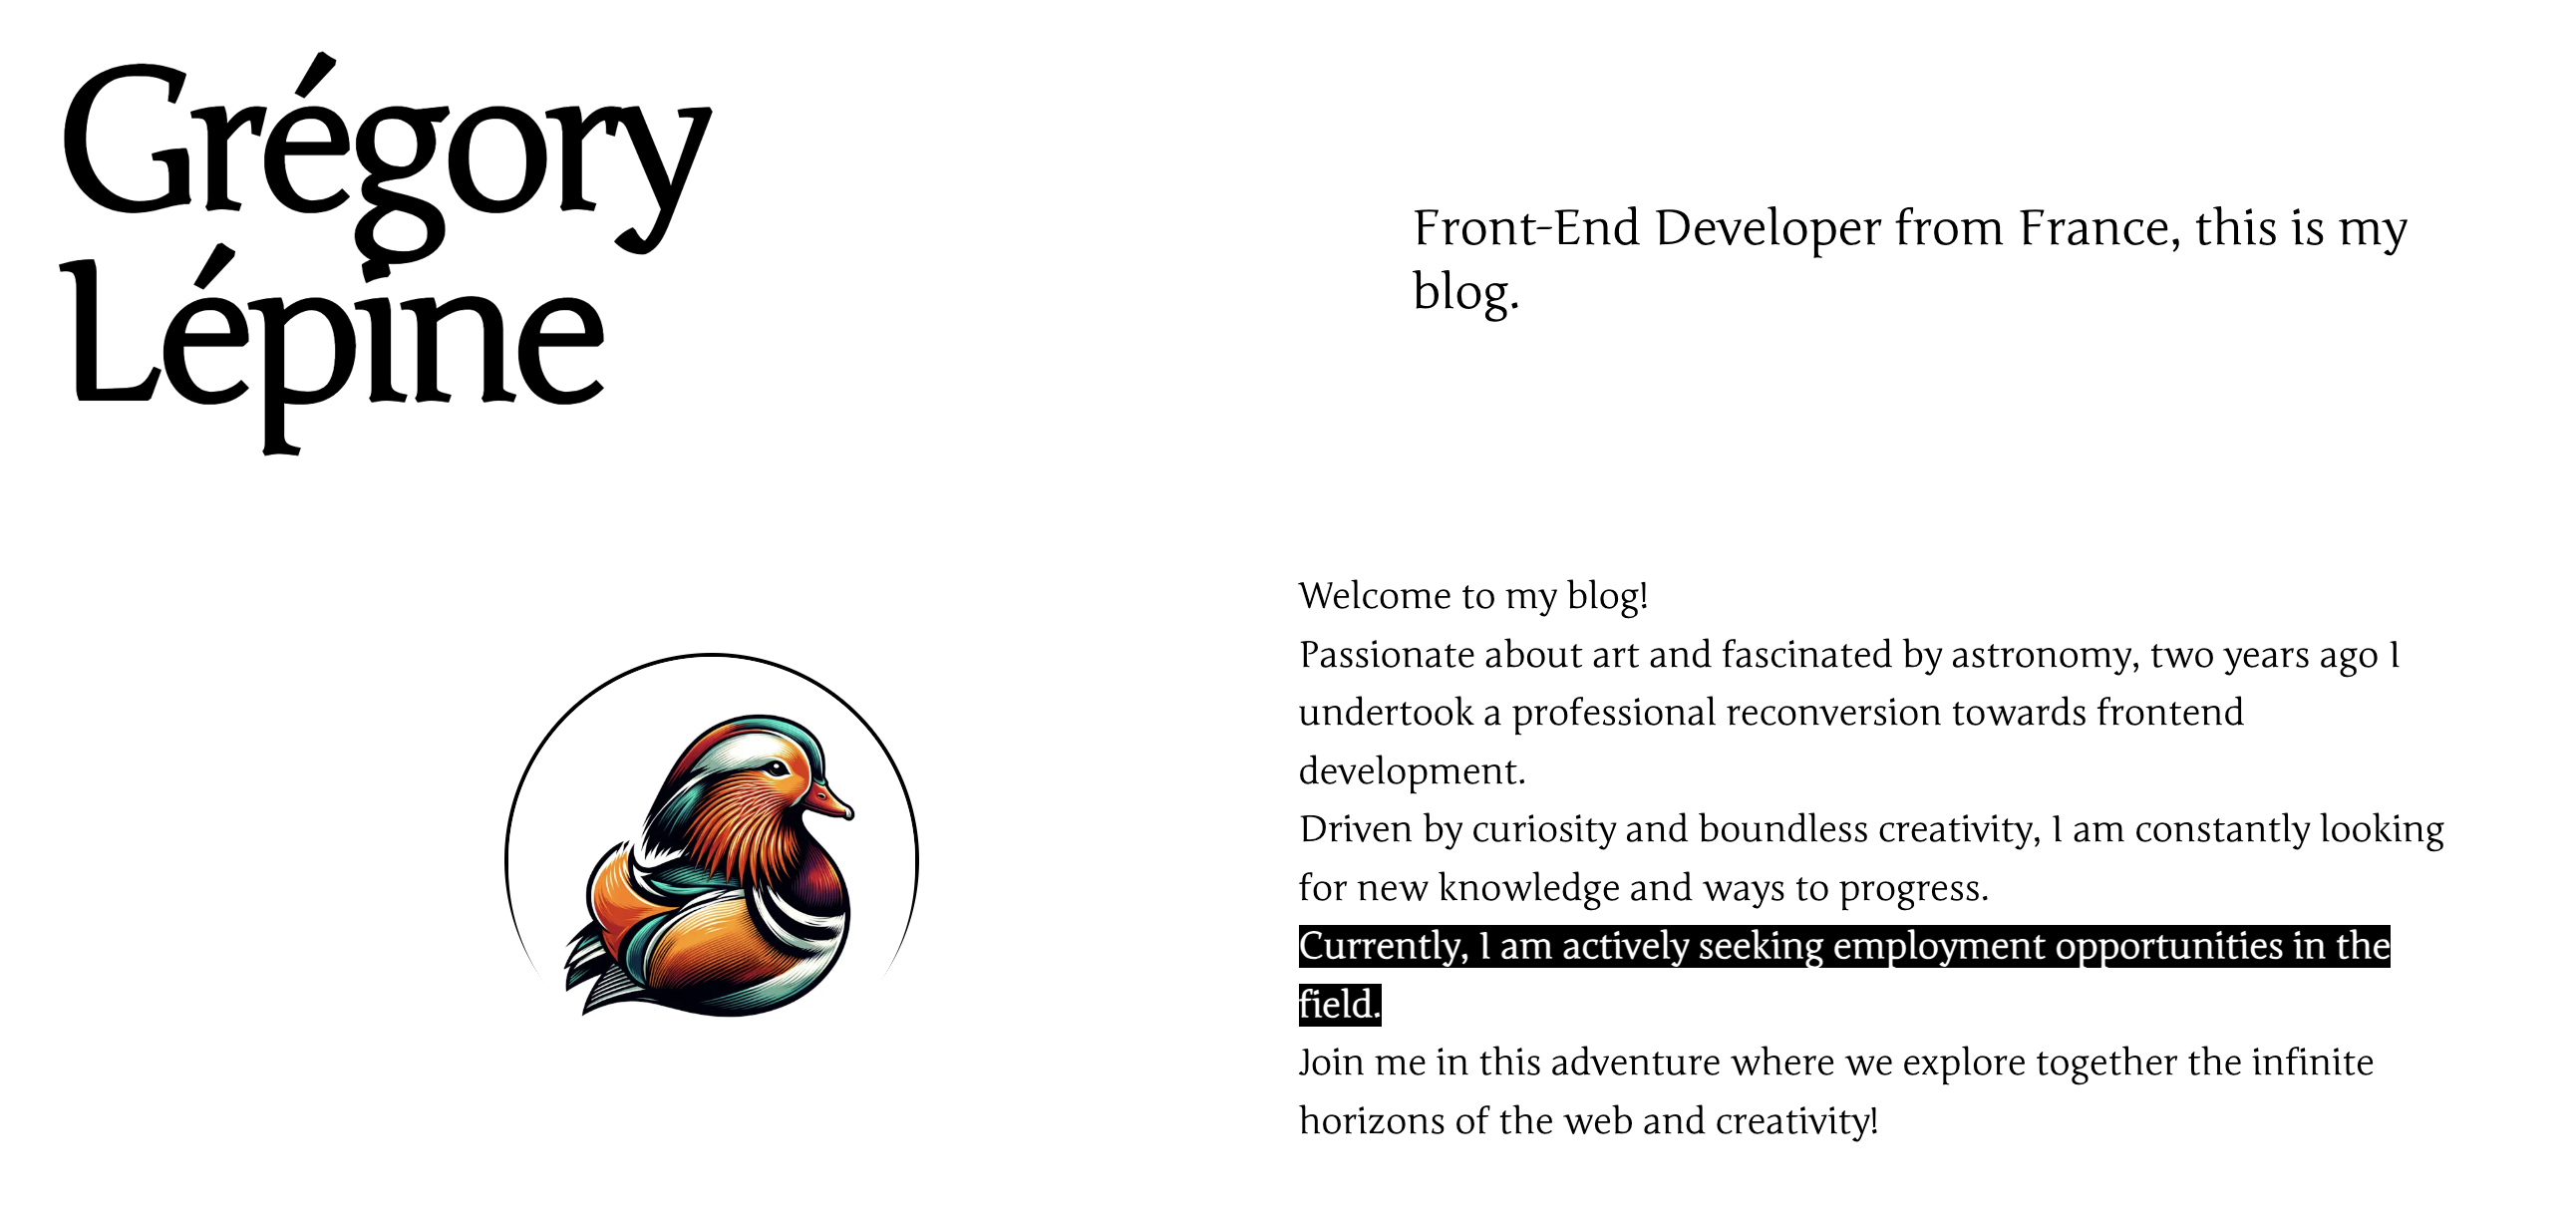 Grégory
Lépine
Front-End Developer from France, this is my
blog.
Welcome to my blog!
Passionate about art and fascinated by astronomy, two years ago I
undertook a professional reconversion towards frontend
development.
Driven by curiosity and boundless creativity, I am constantly looking
for new knowledge and ways to progress.
Currently, I am actively seeking employment opportunities in the
field.
Join me in this adventure where we explore together the infinite
horizons of the web and creativity!